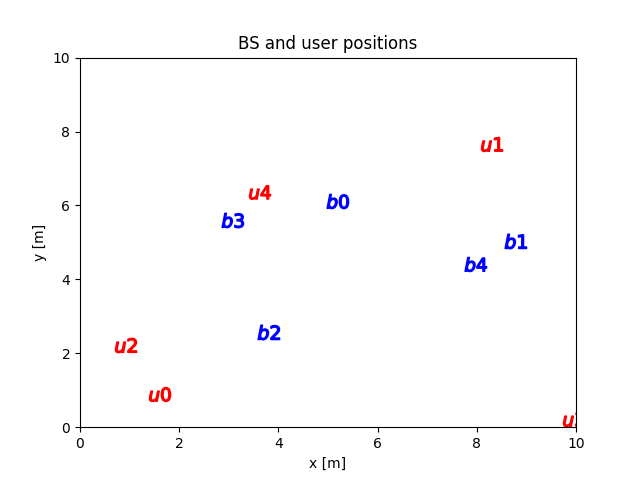 BS and user positions
10
8
u1
u4
6
b0
b3
b1
y [m]
b4
4
b2
u2
2
u0
u
0
0 2 4 6 8 10
x [m]